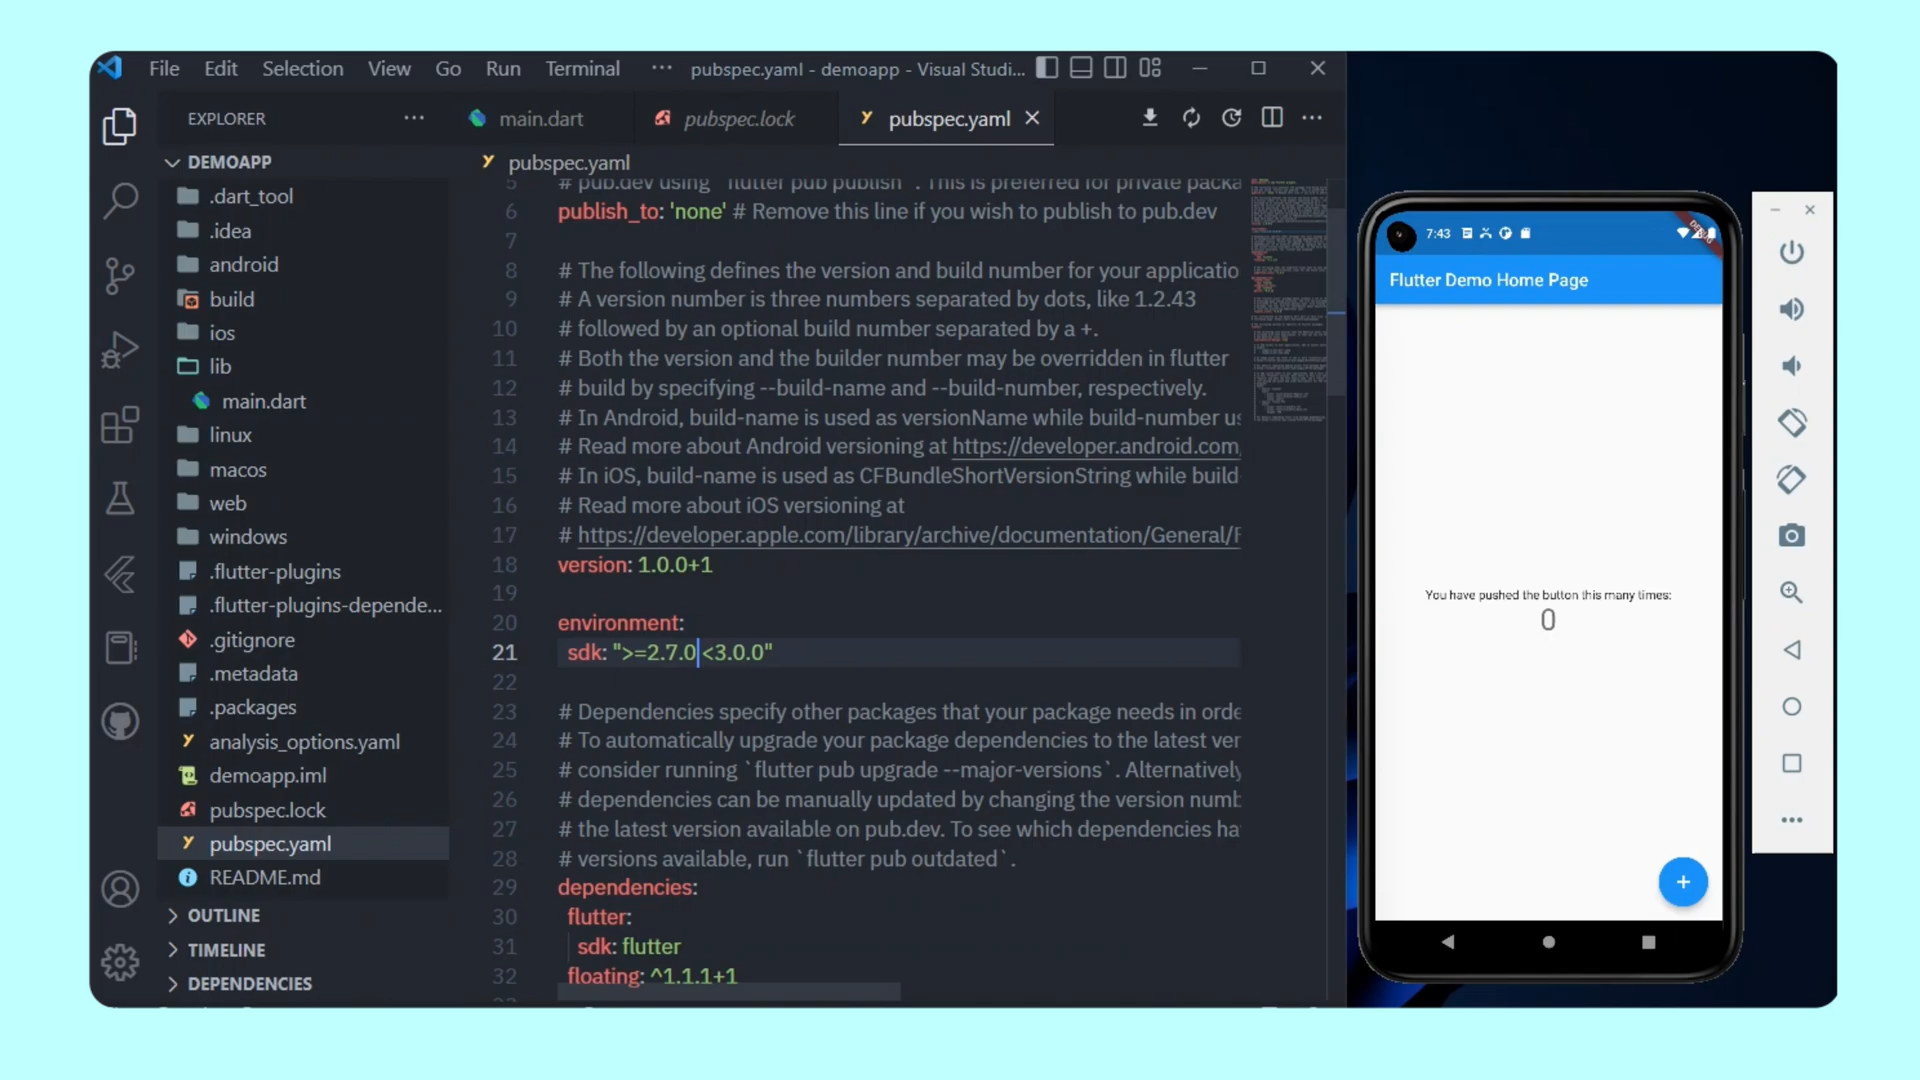 File Edit Selection View Go Run Terminal ··· pubspec.yaml - demoapp - Visual Studi...
EXPLORER ···
main.dart pubspec.lock pubspec.yaml
DEMOAPP
.dart_tool
.idea
android
build
ios
lib
main.dart
linux
macos
web
windows
.flutter-plugins
.flutter-plugins-depende...
.gitignore
.metadata
.packages
analysis_options.yaml
demoapp.iml
pubspec.lock
pubspec.yaml
README.md
OUTLINE
TIMELINE
DEPENDENCIES
pubspec.yaml
5 # pub.dev using `flutter pub publish`. This is preferred for private packa
6 publish_to: 'none' # Remove this line if you wish to publish to pub.dev
7
8 # The following defines the version and build number for your applicatio
9 # A version number is three numbers separated by dots, like 1.2.43
10 # followed by an optional build number separated by a +.
11 # Both the version and the builder number may be overridden in flutter
12 # build by specifying --build-name and --build-number, respectively.
13 # In Android, build-name is used as versionName while build-number us
14 # Read more about Android versioning at https://developer.android.com
15 # In iOS, build-name is used as CFBundleShortVersionString while build
16 # Read more about iOS versioning at
17 # https://developer.apple.com/library/archive/documentation/General/
18 version: 1.0.0+1
19
20 environment:
21 sdk: ">=2.7.0 <3.0.0"
22
23 # Dependencies specify other packages that your package needs in orde
24 # To automatically upgrade your package dependencies to the latest ver
25 # consider running `flutter pub upgrade --major-versions`. Alternatively
26 # dependencies can be manually updated by changing the version numb
27 # the latest version available on pub.dev. To see which dependencies ha
28 # versions available, run `flutter pub outdated`.
29 dependencies:
30 flutter:
31 sdk: flutter
32 floating: ^1.1.1+1
7:43
DEBUG
Flutter Demo Home Page
You have pushed the button this many times:
0